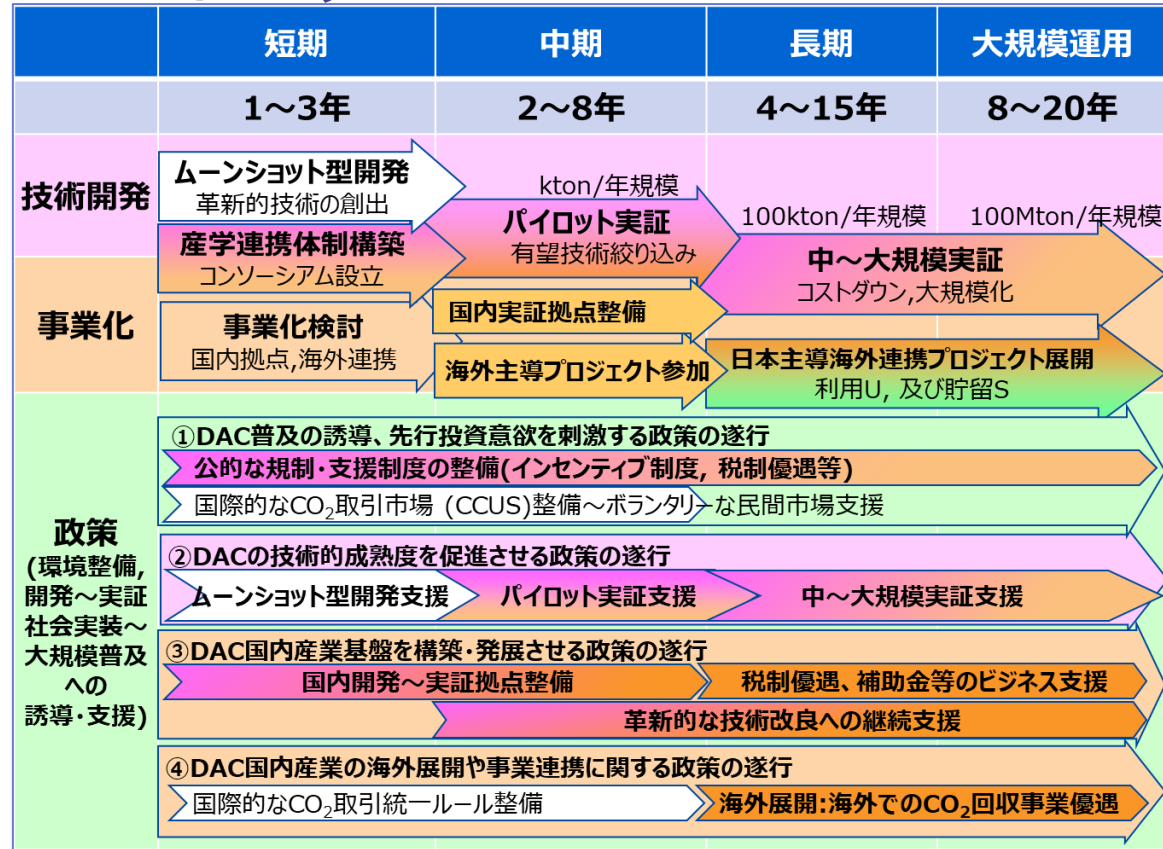 短期 中期 長期 大規模運用
1～3年 2～8年 4～15年 8～20年
技術開発
ムーンショット型開発
革新的技術の創出
産学連携体制構築
コンソーシアム設立
kton/年規模
パイロット実証
有望技術絞り込み
100kton/年規模 100Mton/年規模
中～大規模実証
コストダウン,大規模化
事業化
事業化検討
国内拠点,海外連携
国内実証拠点整備
海外主導プロジェクト参加
日本主導海外連携プロジェクト展開
利用U, 及び貯留S
政策
(環境整備,
開発～実証
社会実装～
大規模普及
への
誘導・支援)
①DAC普及の誘導、先行投資意欲を刺激する政策の遂行
公的な規制・支援制度の整備(インセンティブ制度, 税制優遇等)
国際的なCO₂取引市場 (CCUS)整備～ボランタリーな民間市場支援
②DACの技術的成熟度を促進させる政策の遂行
ムーンショット型開発支援 パイロット実証支援 中～大規模実証支援
③DAC国内産業基盤を構築・発展させる政策の遂行
国内開発～実証拠点整備 税制優遇、補助金等のビジネス支援
革新的な技術改良への継続支援
④DAC国内産業の海外展開や事業連携に関する政策の遂行
国際的なCO₂取引統一ルール整備 海外展開:海外でのCO₂回収事業優遇